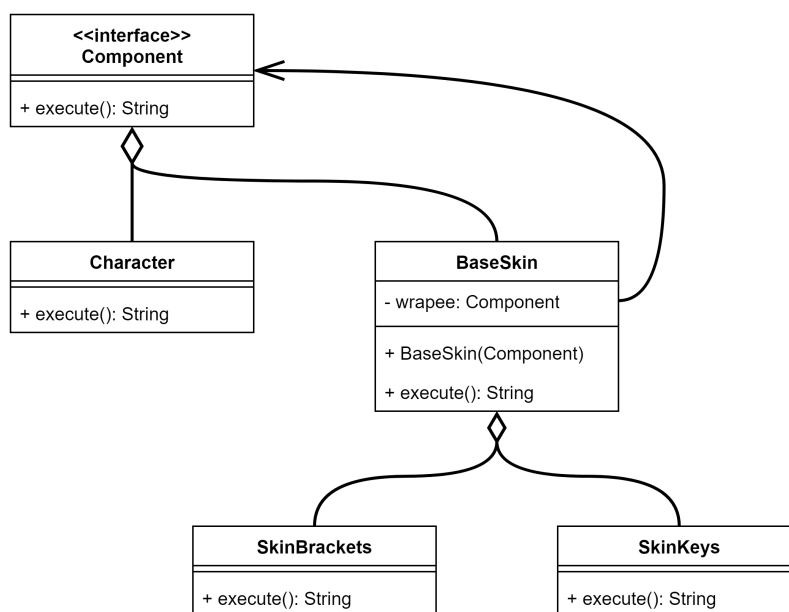 <<interface>>
Component
+ execute(): String
Character
+ execute(): String
BaseSkin
- wrapee: Component
+ BaseSkin(Component)
+ execute(): String
SkinBrackets
+ execute(): String
SkinKeys
+ execute(): String